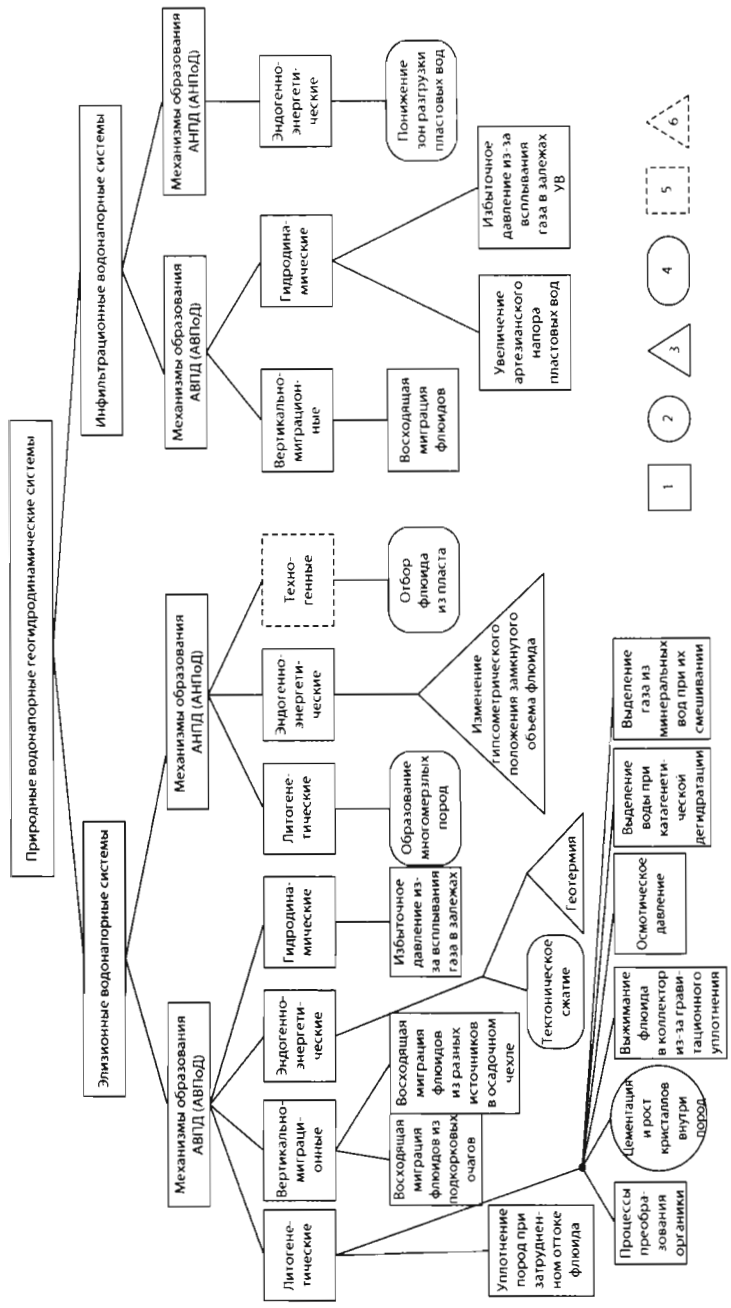 Природные водонапорные геогидродинамические системы
Элизионные водонапорные системы
Инфильтрационные водонапорные системы
Механизмы образования
АВПД (АВПоД)
Механизмы образования
АНПД (АНПоД)
Механизмы образования
АВПД (АВПоД)
Механизмы образования
АНПД (АНПоД)
Литогене-
тические
Вертикально-
миграци-
онные
Эндогенно-
энергети-
ческие
Гидродина-
мические
Литогене-
тические
Эндогенно-
энергети-
ческие
Техно-
генные
Вертикально-
миграцион-
ные
Гидродина-
мические
Эндогенно-
энергети-
ческие
Восходящая
миграция
флюидов из
подкорковых
очагов
Восходящая
миграция
флюидов
из разных
источников
в осадочном
чехле
Избыточное
давление из-
за всплывания
газа в залежах
Образование
многомерзлых
пород
Изменение
гипсометрического
положения замкнутого
объема флюида
Отбор
флюида
из пласта
Восходящая
миграция
флюидов
Понижение
зон разгрузки
пластовых вод
Уплотнение
пород при
затруднен-
ном оттоке
флюида
Тектоническое
сжатие
Геотермия
Увеличение
артезианского
напора
пластовых вод
Избыточное
давление из-за
всплывания
газа в залежах
УВ
Процессы
преобра-
зования
органики
Цементация
и рост
кристаллов
внутри
пород
Выжимание
флюида
в коллектор
из-за грави-
тационного
уплотнения
Осмотическое
давление
Выделение
воды при
катагенети-
ческой
дегидратации
Выделение
газа из
минеральных
вод при их
смешивании
1
2
3
4
5
6